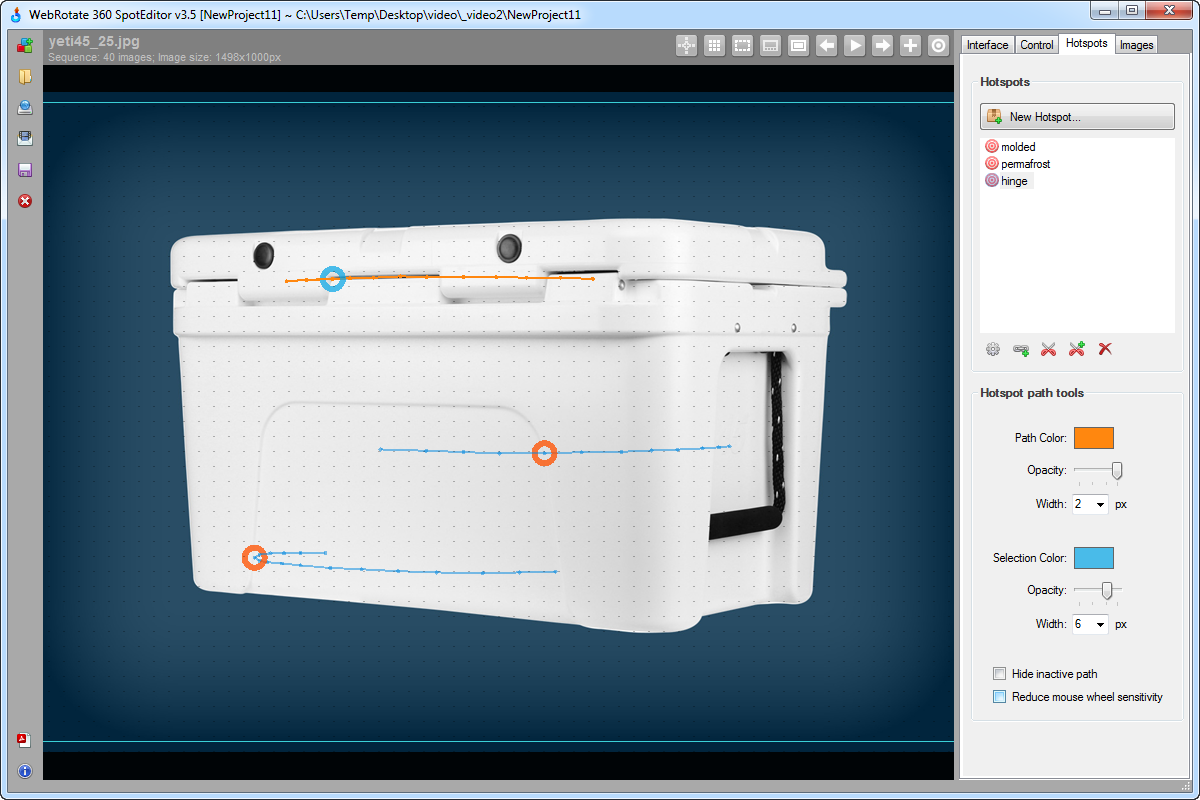 WebRotate 360 SpotEditor v3.5 [NewProject11] ~ C:\Users\Temp\Desktop\video\_video2\NewProject11
yeti45_25.jpg
Sequence: 40 images; Image size: 1498x1000px
Interface Control Hotspots Images
Hotspots
New Hotspot...
molded
permafrost
hinge
Hotspot path tools
Path Color:
Opacity:
Width: 2 px
Selection Color:
Opacity:
Width: 6 px
Hide inactive path
Reduce mouse wheel sensitivity